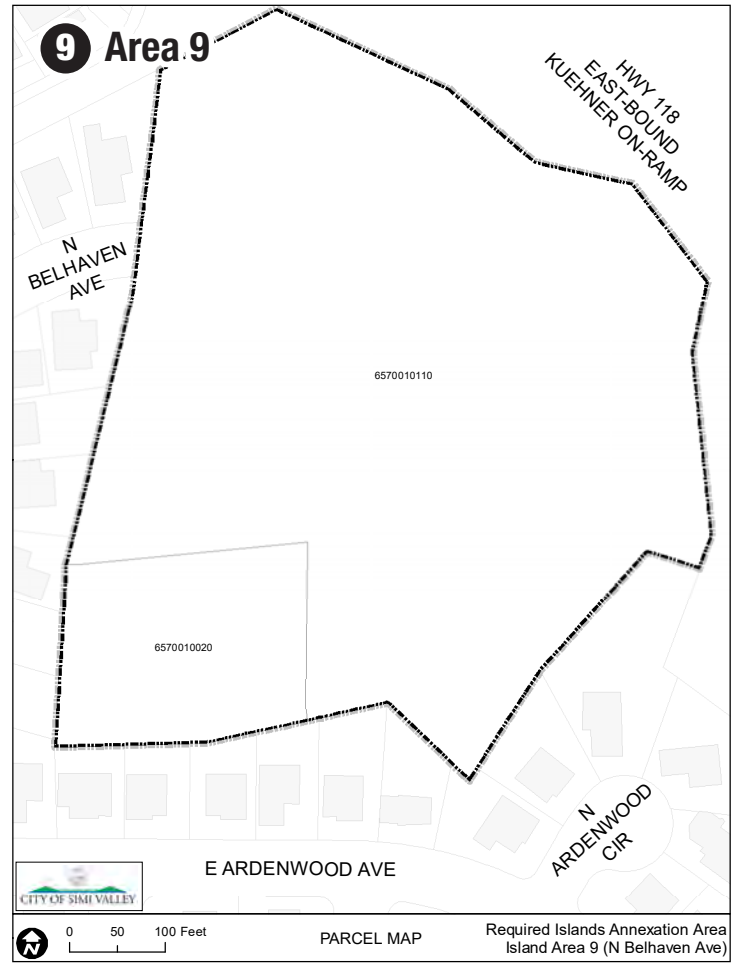 9 Area 9
HWY 118
EAST-BOUND
KUEHNER ON-RAMP
N
BELHAVEN
AVE
6570010110
6570010020
N
ARDENWOOD
CIR
E ARDENWOOD AVE
CITY OF SIMI VALLEY
N
0 50 100 Feet
PARCEL MAP
Required Islands Annexation Area
Island Area 9 (N Belhaven Ave)